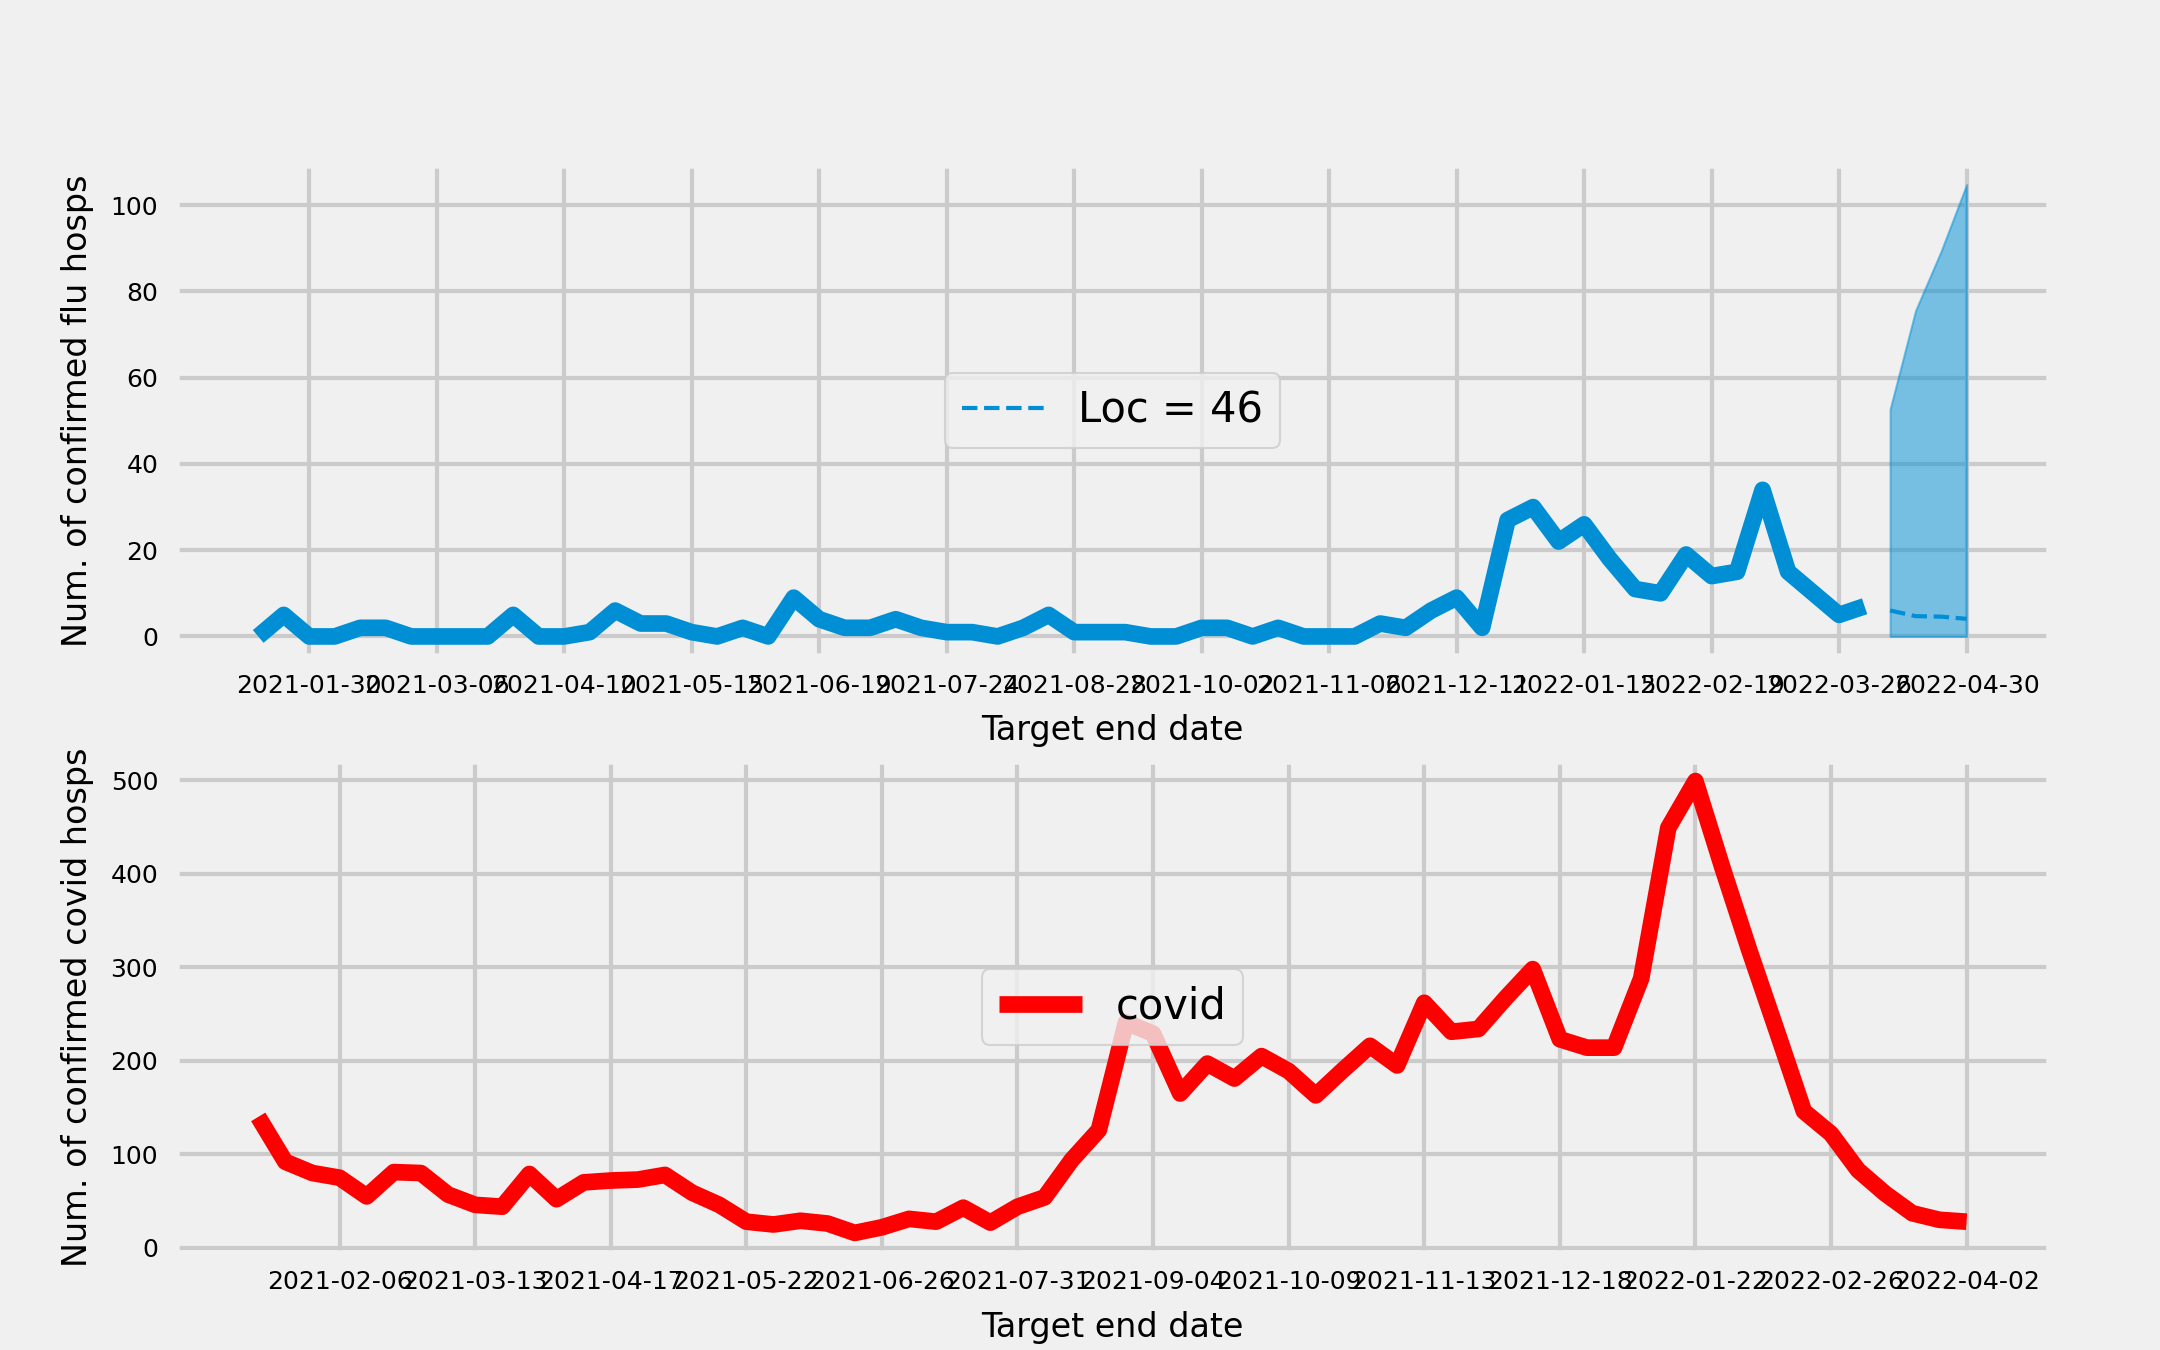 Num. of confirmed flu hosps
100
80
60
40
20
0
Loc = 46
2021-01-30 2021-03-06 2021-04-10 2021-05-15 2021-06-19 2021-07-24 2021-08-28 2021-10-02 2021-11-06 2021-12-11 2022-01-15 2022-02-19 2022-03-26 2022-04-30
Target end date
Num. of confirmed covid hosps
500
400
300
200
100
0
covid
2021-02-06 2021-03-13 2021-04-17 2021-05-22 2021-06-26 2021-07-31 2021-09-04 2021-10-09 2021-11-13 2021-12-18 2022-01-22 2022-02-26 2022-04-02
Target end date